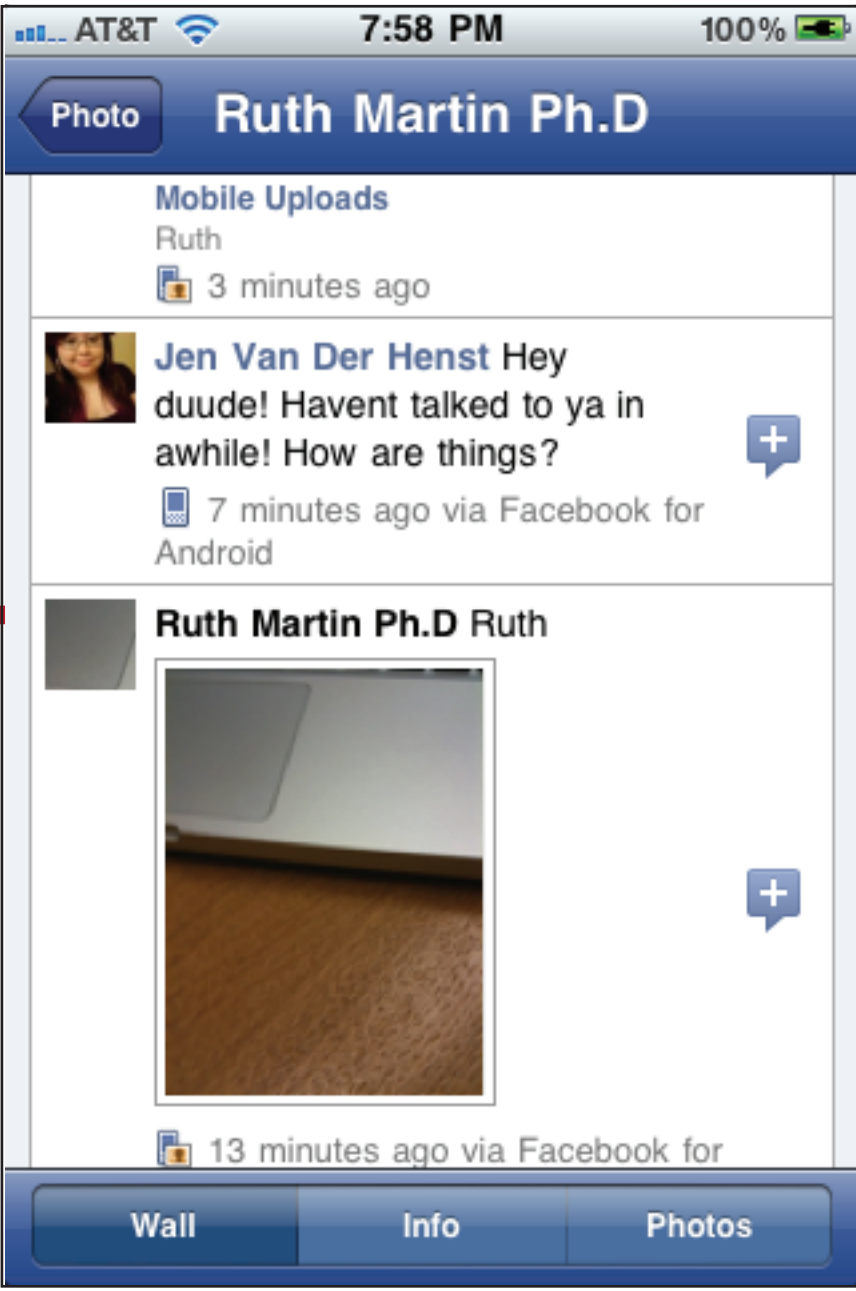 AT&T 7:58 PM 100%
Photo Ruth Martin Ph.D
Mobile Uploads
Ruth
3 minutes ago
Jen Van Der Henst Hey
duude! Havent talked to ya in
awhile! How are things?
7 minutes ago via Facebook for
Android
Ruth Martin Ph.D Ruth
13 minutes ago via Facebook for
Wall Info Photos